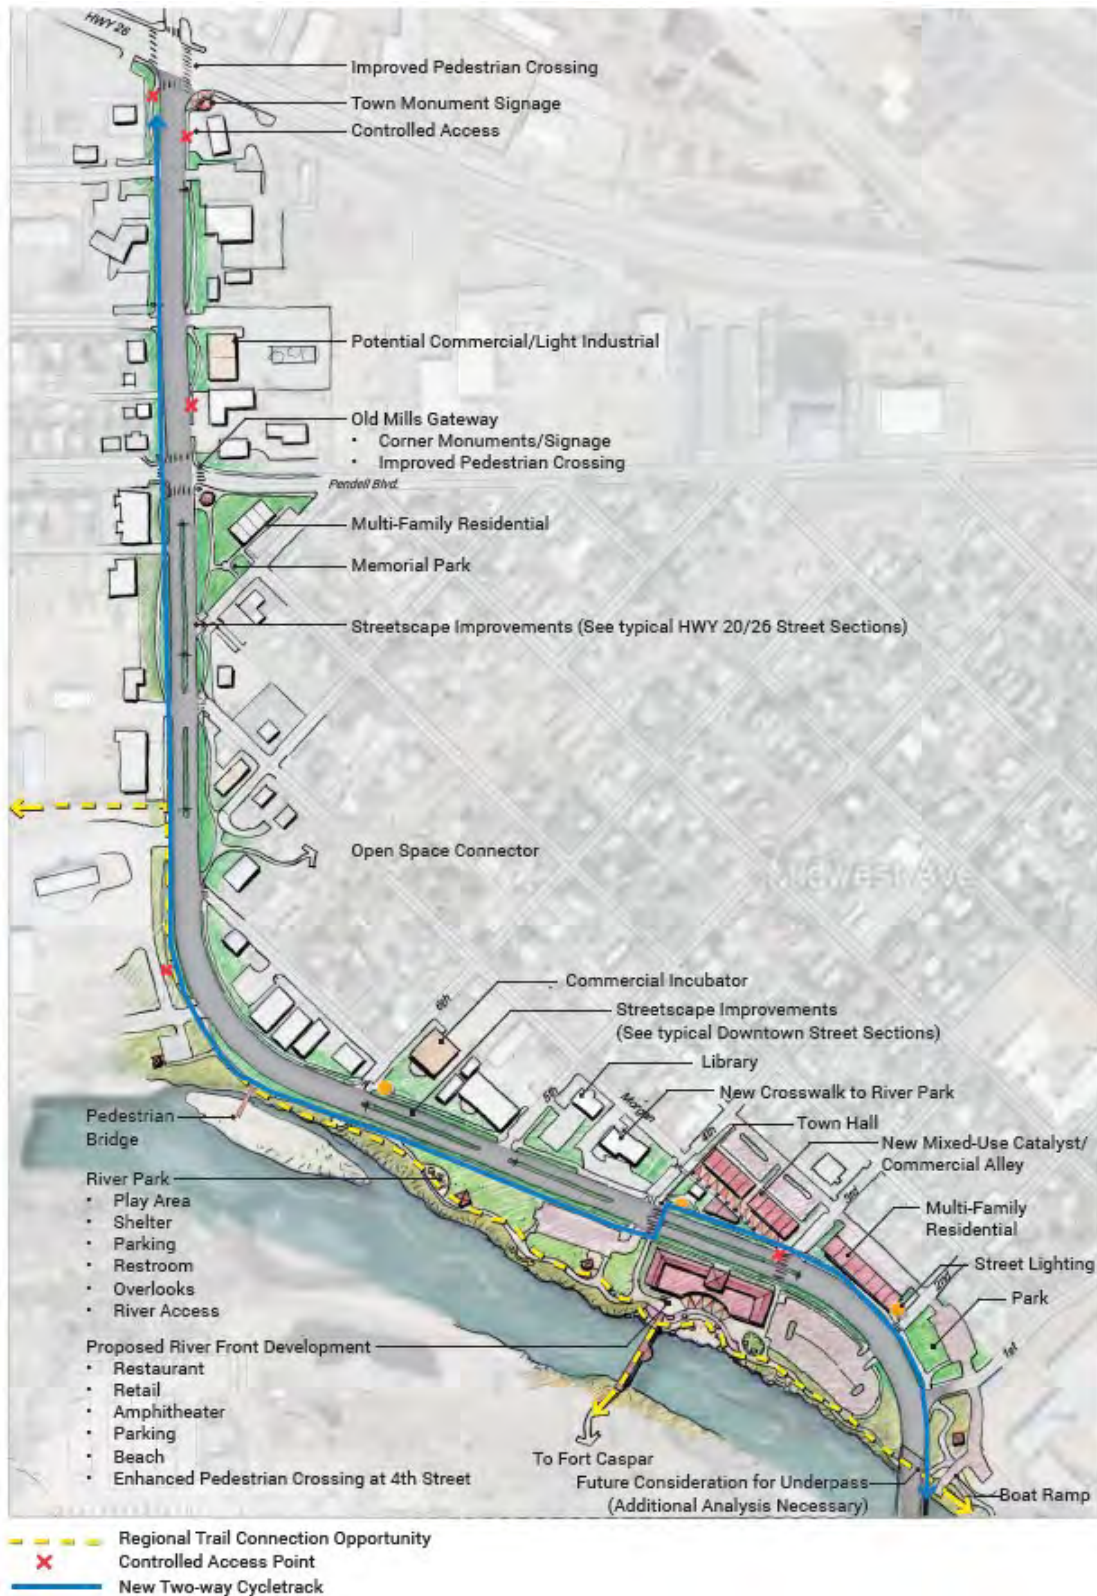 HWY 26
Improved Pedestrian Crossing
Town Monument Signage
Controlled Access
Potential Commercial/Light Industrial
Old Mills Gateway
• Corner Monuments/Signage
• Improved Pedestrian Crossing
Pendell Blvd.
Multi-Family Residential
Memorial Park
Streetscape Improvements (See typical HWY 20/26 Street Sections)
Open Space Connector
Midwest Ave
Commercial Incubator
6th
Streetscape Improvements
(See typical Downtown Street Sections)
Library
5th
Morgan
New Crosswalk to River Park
4th
Town Hall
New Mixed-Use Catalyst/
Commercial Alley
3rd
Pedestrian
Bridge
River Park
• Play Area
• Shelter
• Parking
• Restroom
• Overlooks
• River Access
Multi-Family
Residential
Street Lighting
2nd
Park
1st
Proposed River Front Development
• Restaurant
• Retail
• Amphitheater
• Parking
• Beach
• Enhanced Pedestrian Crossing at 4th Street
To Fort Caspar
Future Consideration for Underpass
(Additional Analysis Necessary)
Boat Ramp
Regional Trail Connection Opportunity
Controlled Access Point
New Two-way Cycletrack